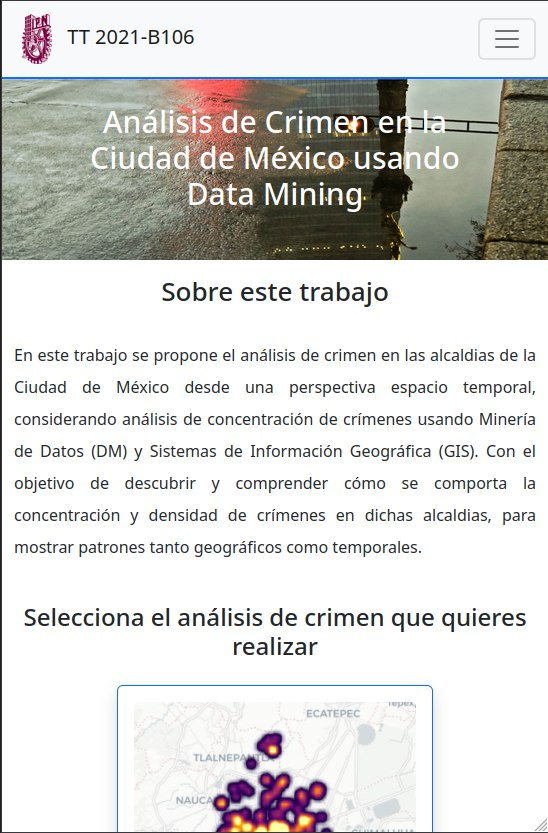 IPN
TT 2021-B106
Análisis de Crimen en la
Ciudad de México usando
Data Mining
Sobre este trabajo
En este trabajo se propone el análisis de crimen en las alcaldias de la
Ciudad de México desde una perspectiva espacio temporal,
considerando análisis de concentración de crímenes usando Minería
de Datos (DM) y Sistemas de Información Geográfica (GIS). Con el
objetivo de descubrir y comprender cómo se comporta la
concentración y densidad de crímenes en dichas alcaldias, para
mostrar patrones tanto geográficos como temporales.
Selecciona el análisis de crimen que quieres
realizar
ECATEPEC
TLALNEPANTLA
NAUCA